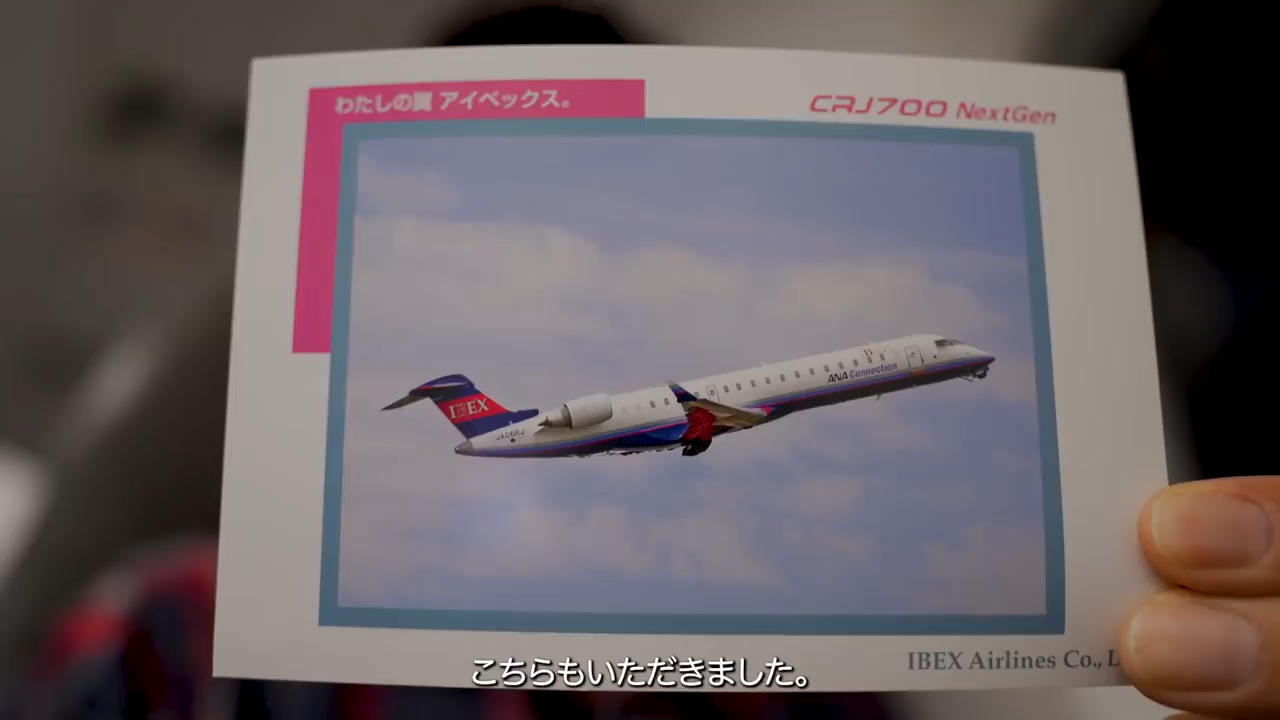 わたしの翼 アイベックス。
CRJ700 NextGen
ANA Connection
IBEX
JA06RJ
IBEX Airlines Co., L
こちらもいただきました。